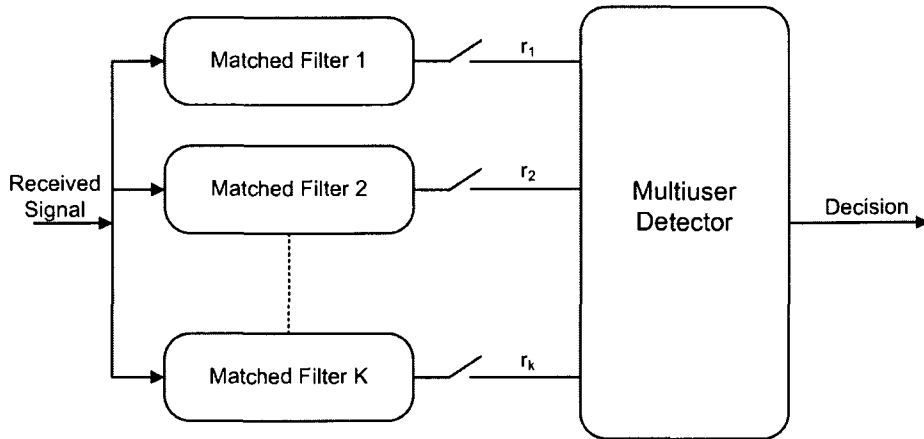 Matched Filter 1
r1
Received
Signal
Matched Filter 2
r2
Multiuser
Detector
Decision
Matched Filter K
rk